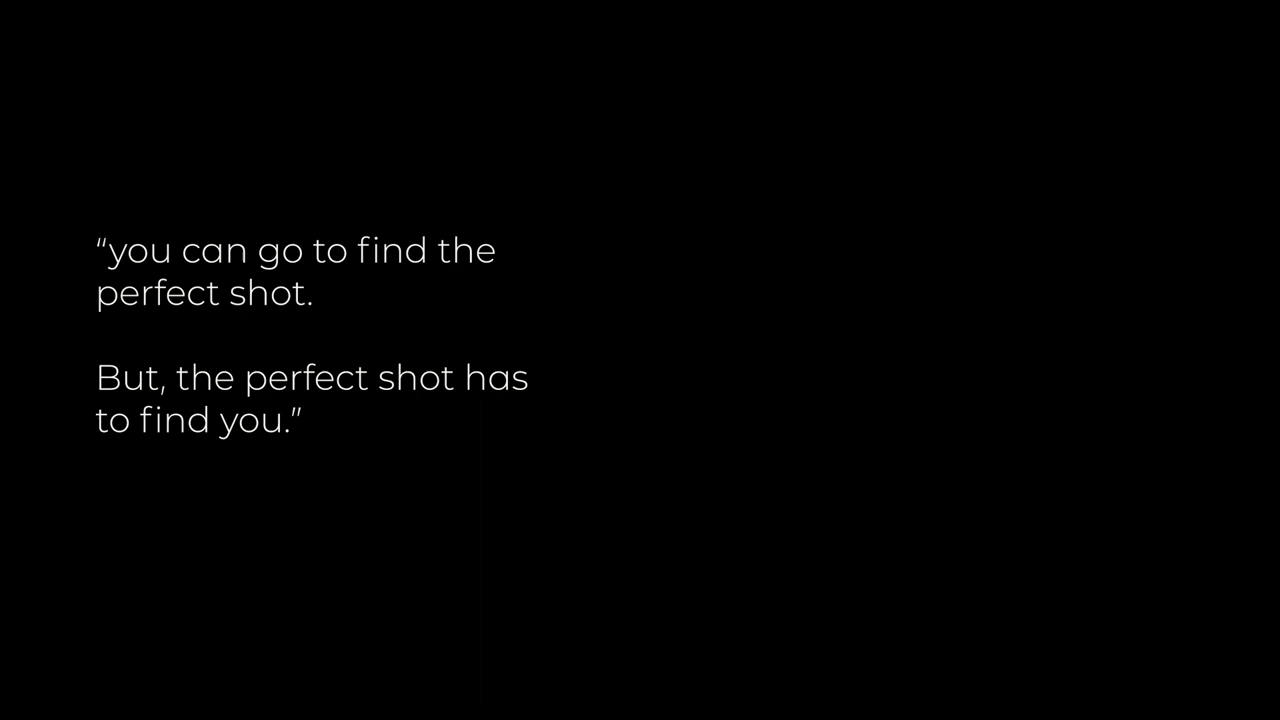 “you can go to find the
perfect shot.
But, the perfect shot has
to find you.”